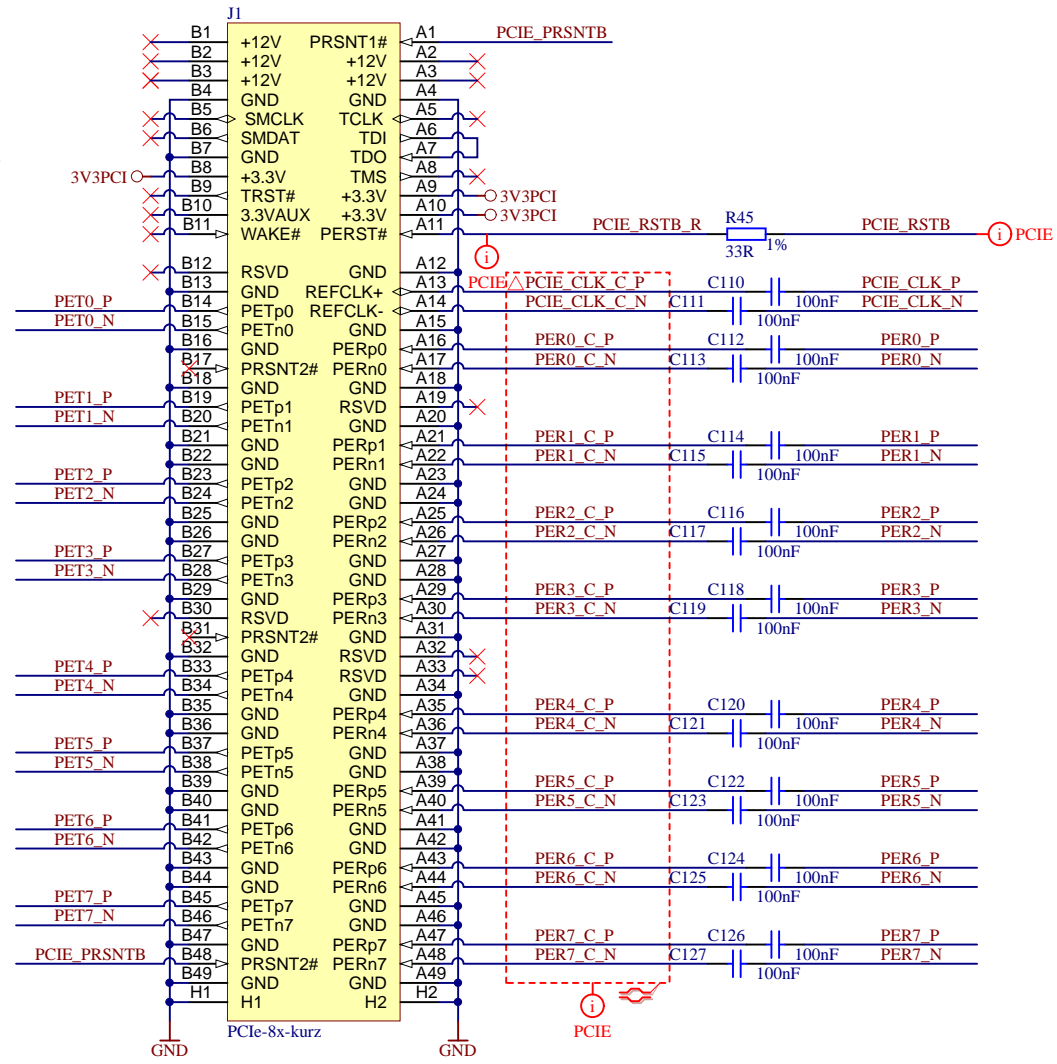 J1
B1 +12V PRSNT1# A1 PCIE_PRSNTB
B2 +12V +12V A2
B3 +12V +12V A3
B4 GND GND A4
B5 SMCLK TCLK A5
B6 SMDAT TDI A6
B7 GND TDO A7
3V3PCI B8 +3.3V TMS A8
B9 TRST# +3.3V A9 3V3PCI
B10 3.3VAUX +3.3V A10 3V3PCI
B11 WAKE# PERST# A11 PCIE_RSTB_R R45 33R 1% PCIE_RSTB i PCIE
i
PCIE
B12 RSVD GND A12
B13 GND REFCLK+ A13 PCIE_CLK_C_P C110 100nF PCIE_CLK_P
PET0_P B14 PETp0 REFCLK- A14 PCIE_CLK_C_N C111 100nF PCIE_CLK_N
PET0_N B15 PETn0 GND A15
B16 GND PERp0 A16 PER0_C_P C112 100nF PER0_P
B17 PRSNT2# PERn0 A17 PER0_C_N C113 100nF PER0_N
B18 GND GND A18
PET1_P B19 PETp1 RSVD A19
PET1_N B20 PETn1 GND A20
B21 GND PERp1 A21 PER1_C_P C114 100nF PER1_P
B22 GND PERn1 A22 PER1_C_N C115 100nF PER1_N
PET2_P B23 PETp2 GND A23
PET2_N B24 PETn2 GND A24
B25 GND PERp2 A25 PER2_C_P C116 100nF PER2_P
B26 GND PERn2 A26 PER2_C_N C117 100nF PER2_N
PET3_P B27 PETp3 GND A27
PET3_N B28 PETn3 GND A28
B29 GND PERp3 A29 PER3_C_P C118 100nF PER3_P
B30 RSVD PERn3 A30 PER3_C_N C119 100nF PER3_N
B31 PRSNT2# GND A31
B32 GND RSVD A32
PET4_P B33 PETp4 RSVD A33
PET4_N B34 PETn4 GND A34
B35 GND PERp4 A35 PER4_C_P C120 100nF PER4_P
B36 GND PERn4 A36 PER4_C_N C121 100nF PER4_N
PET5_P B37 PETp5 GND A37
PET5_N B38 PETn5 GND A38
B39 GND PERp5 A39 PER5_C_P C122 100nF PER5_P
B40 GND PERn5 A40 PER5_C_N C123 100nF PER5_N
PET6_P B41 PETp6 GND A41
PET6_N B42 PETn6 GND A42
B43 GND PERp6 A43 PER6_C_P C124 100nF PER6_P
B44 GND PERn6 A44 PER6_C_N C125 100nF PER6_N
PET7_P B45 PETp7 GND A45
PET7_N B46 PETn7 GND A46
B47 GND PERp7 A47 PER7_C_P C126 100nF PER7_P
PCIE_PRSNTB B48 PRSNT2# PERn7 A48 PER7_C_N C127 100nF PER7_N
B49 GND GND A49
H1 H1 H2 H2
i
PCIE
PCIe-8x-kurz
GND GND